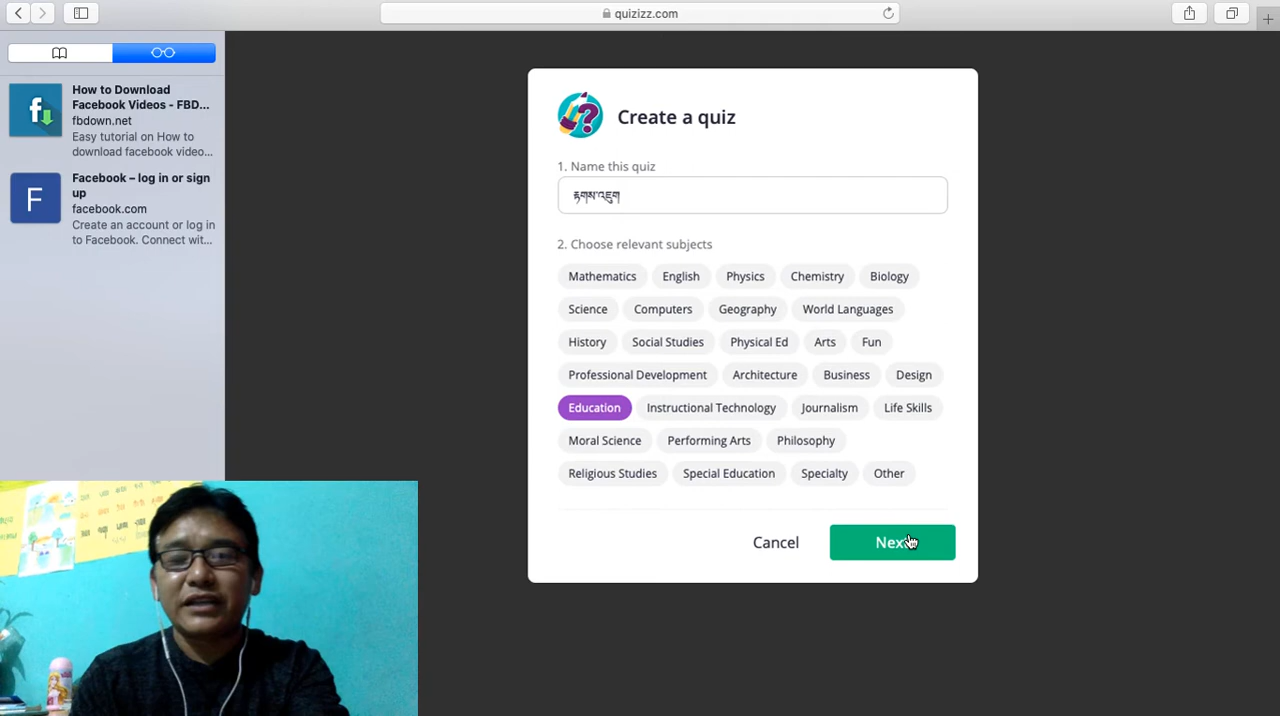 quizizz.com
How to Download
Facebook Videos - FBD...
fbdown.net
Easy tutorial on How to
download facebook video...
F
Facebook – log in or sign
up
facebook.com
Create an account or log in
to Facebook. Connect wit...
Create a quiz
1. Name this quiz
རྟགས་འཇུག
2. Choose relevant subjects
Mathematics English Physics Chemistry Biology
Science Computers Geography World Languages
History Social Studies Physical Ed Arts Fun
Professional Development Architecture Business Design
Education Instructional Technology Journalism Life Skills
Moral Science Performing Arts Philosophy
Religious Studies Special Education Specialty Other
Cancel Next